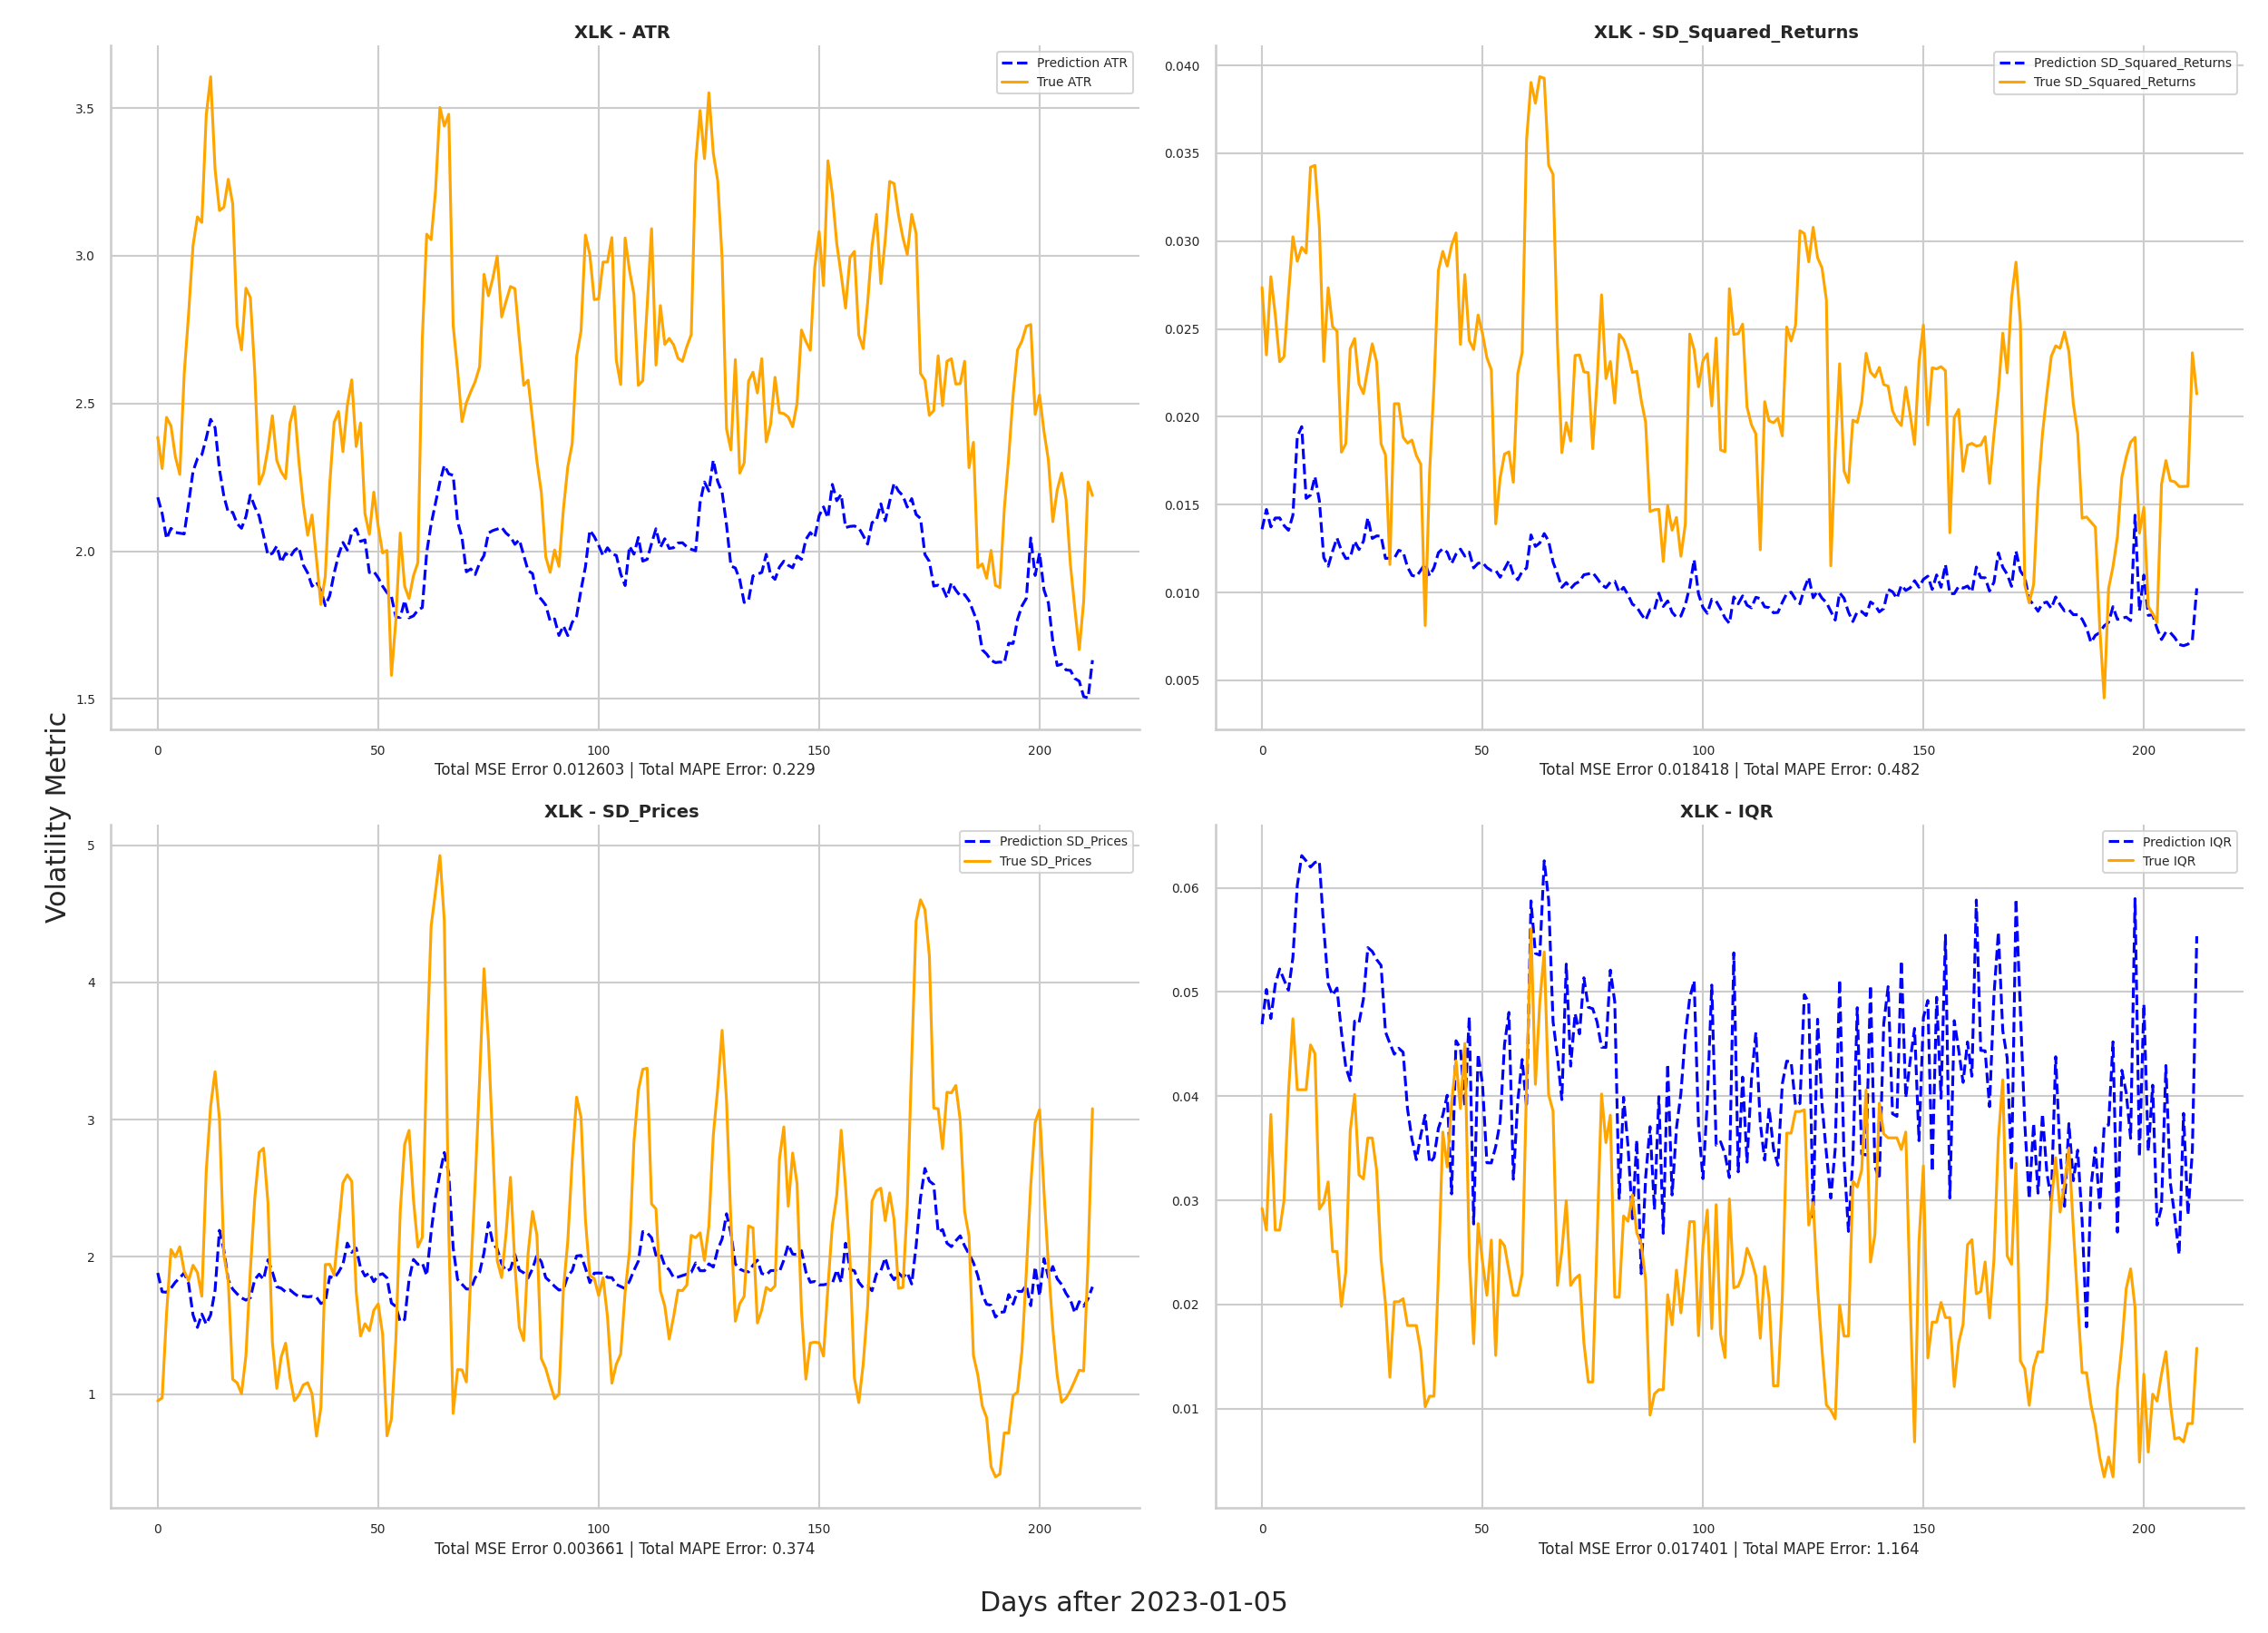 XLK - ATR
Prediction ATR
True ATR
3.5
3.0
2.5
2.0
1.5
0 50 100 150 200
Total MSE Error 0.012603 | Total MAPE Error: 0.229
XLK - SD_Squared_Returns
Prediction SD_Squared_Returns
True SD_Squared_Returns
0.040
0.035
0.030
0.025
0.020
0.015
0.010
0.005
0 50 100 150 200
Total MSE Error 0.018418 | Total MAPE Error: 0.482
Volatility Metric
XLK - SD_Prices
Prediction SD_Prices
True SD_Prices
5
4
3
2
1
0 50 100 150 200
Total MSE Error 0.003661 | Total MAPE Error: 0.374
XLK - IQR
Prediction IQR
True IQR
0.06
0.05
0.04
0.03
0.02
0.01
0 50 100 150 200
Total MSE Error 0.017401 | Total MAPE Error: 1.164
Days after 2023-01-05